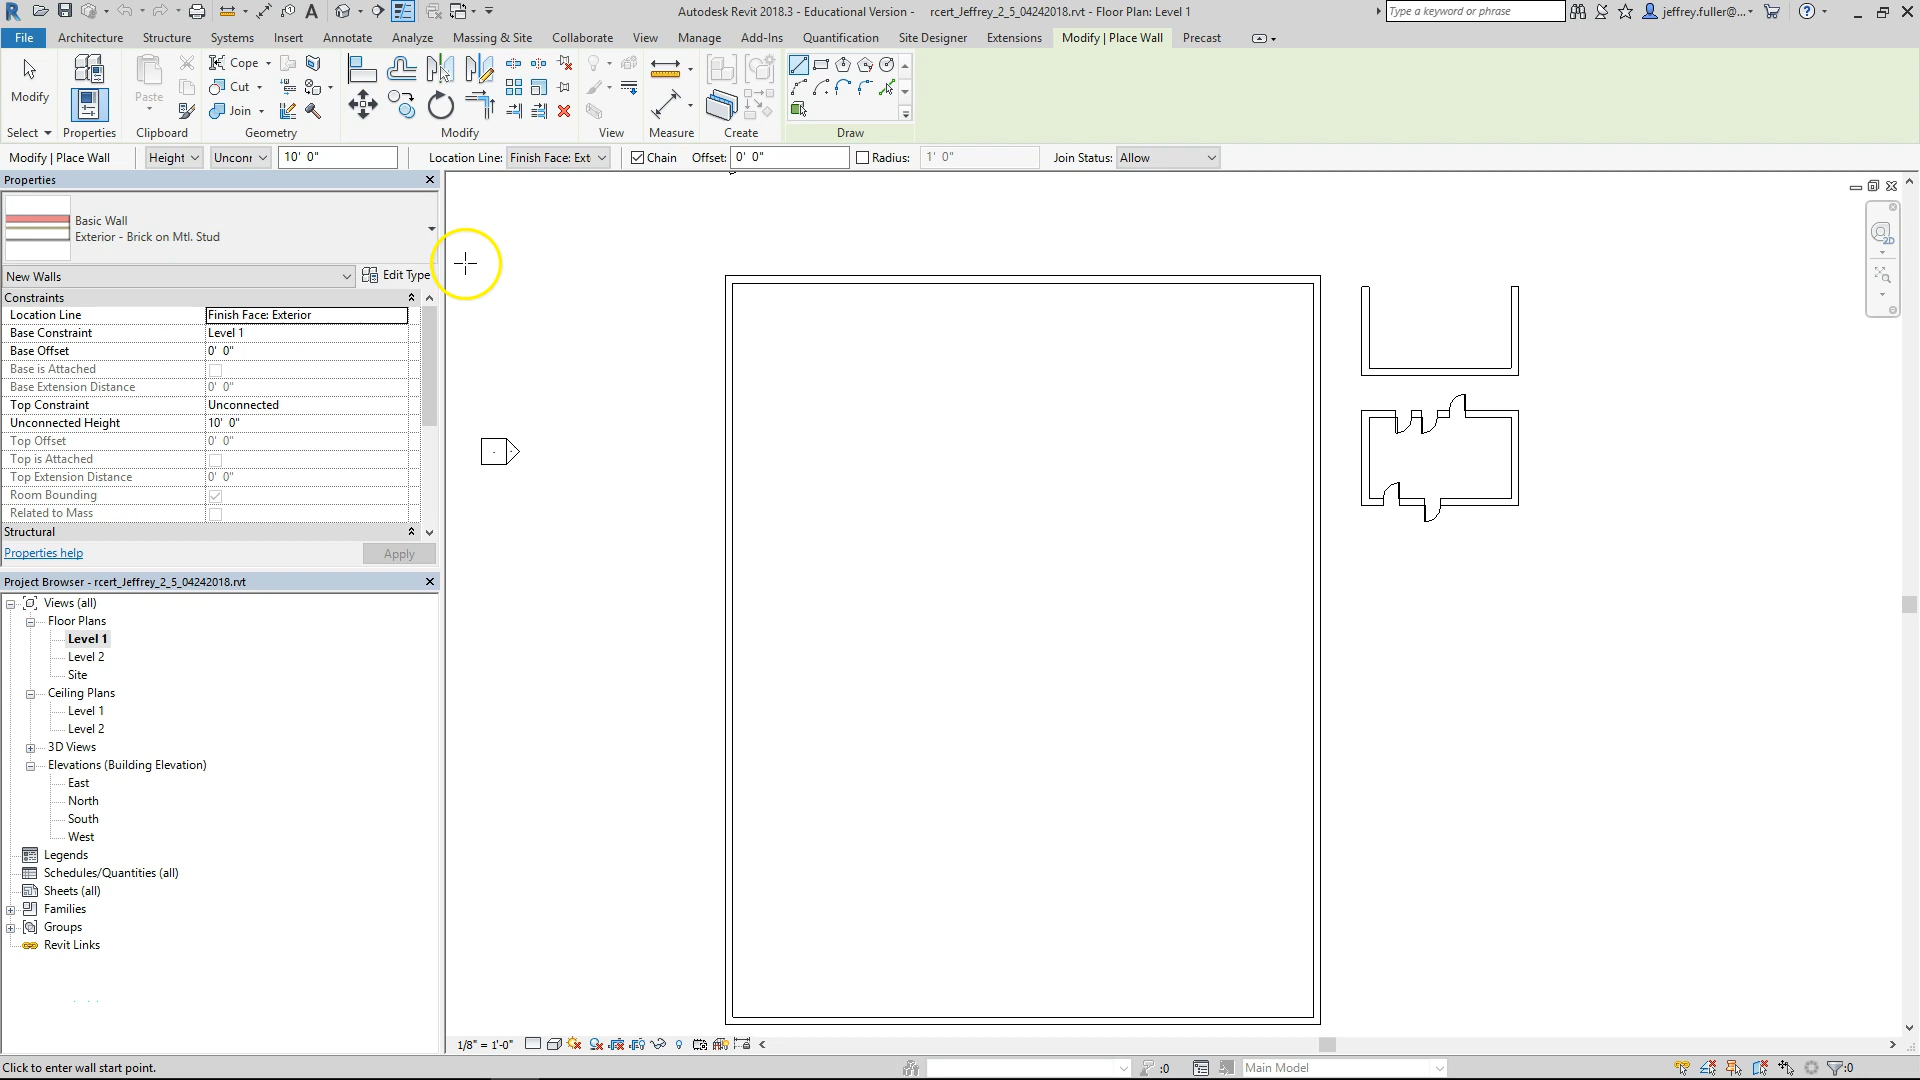 Autodesk Revit 2018.3 - Educational Version - rcert_Jeffrey_2_5_04242018.rvt - Floor Plan: Level 1
Type a keyword or phrase
jeffrey.fuller@...
File Architecture Structure Systems Insert Annotate Analyze Massing & Site Collaborate View Manage Add-Ins Quantification Site Designer Extensions Modify | Place Wall Precast
Modify
Paste
Cope
Cut
Join
Select Properties Clipboard Geometry Modify View Measure Create Draw
Modify | Place Wall Height Unconr 10' 0" Location Line: Finish Face: Ext Chain Offset: 0' 0" Radius: 1' 0" Join Status: Allow
Properties
Basic Wall
Exterior - Brick on Mtl. Stud
New Walls Edit Type
Constraints
Location Line Finish Face: Exterior
Base Constraint Level 1
Base Offset 0' 0"
Base is Attached
Base Extension Distance 0' 0"
Top Constraint Unconnected
Unconnected Height 10' 0"
Top Offset 0' 0"
Top is Attached
Top Extension Distance 0' 0"
Room Bounding
Related to Mass
Structural
Properties help Apply
Project Browser - rcert_Jeffrey_2_5_04242018.rvt
Views (all)
Floor Plans
Level 1
Level 2
Site
Ceiling Plans
Level 1
Level 2
3D Views
Elevations (Building Elevation)
East
North
South
West
Legends
Schedules/Quantities (all)
Sheets (all)
Families
Groups
Revit Links
2D
1/8" = 1'-0"
Click to enter wall start point.
:0
Main Model
:0